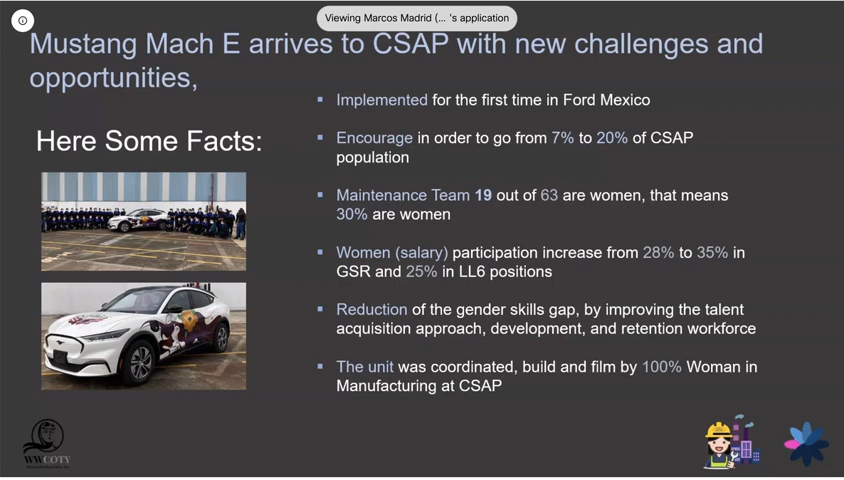 Viewing Marcos Madrid (... 's application
Mustang Mach E arrives to CSAP with new challenges and
opportunities,
Here Some Facts:
Implemented for the first time in Ford Mexico
Encourage in order to go from 7% to 20% of CSAP
population
Maintenance Team 19 out of 63 are women, that means
30% are women
Women (salary) participation increase from 28% to 35% in
GSR and 25% in LL6 positions
Reduction of the gender skills gap, by improving the talent
acquisition approach, development, and retention workforce
The unit was coordinated, build and film by 100% Woman in
Manufacturing at CSAP
WWCOTY